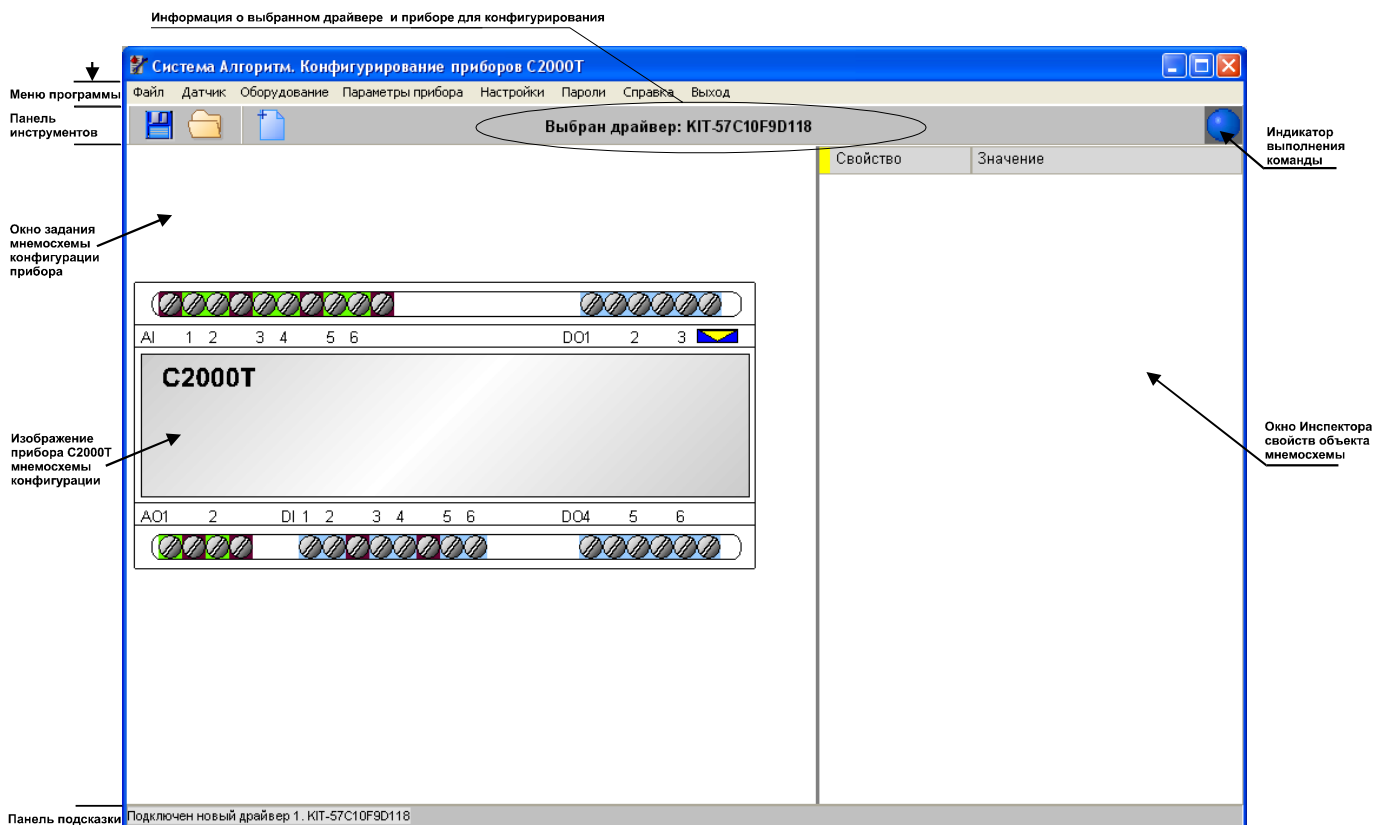 Информация о выбранном драйвере и приборе для конфигурирования
Система Алгоритм. Конфигурирование приборов С2000Т
Меню программы
Файл Датчик Оборудование Параметры прибора Настройки Пароли Справка Выход
Панель
инструментов
Выбран драйвер: KIT-57C10F9D118
Индикатор
выполнения
команды
Свойство Значение
Окно задания
мнемосхемы
конфигурации
прибора
AI 1 2 3 4 5 6 DO1 2 3
C2000T
Изображение
прибора С2000Т
мнемосхемы
конфигурации
Окно Инспектора
свойств объекта
мнемосхемы
AO1 2 DI 1 2 3 4 5 6 DO4 5 6
Панель подсказки
Подключен новый драйвер 1. KIT-57C10F9D118